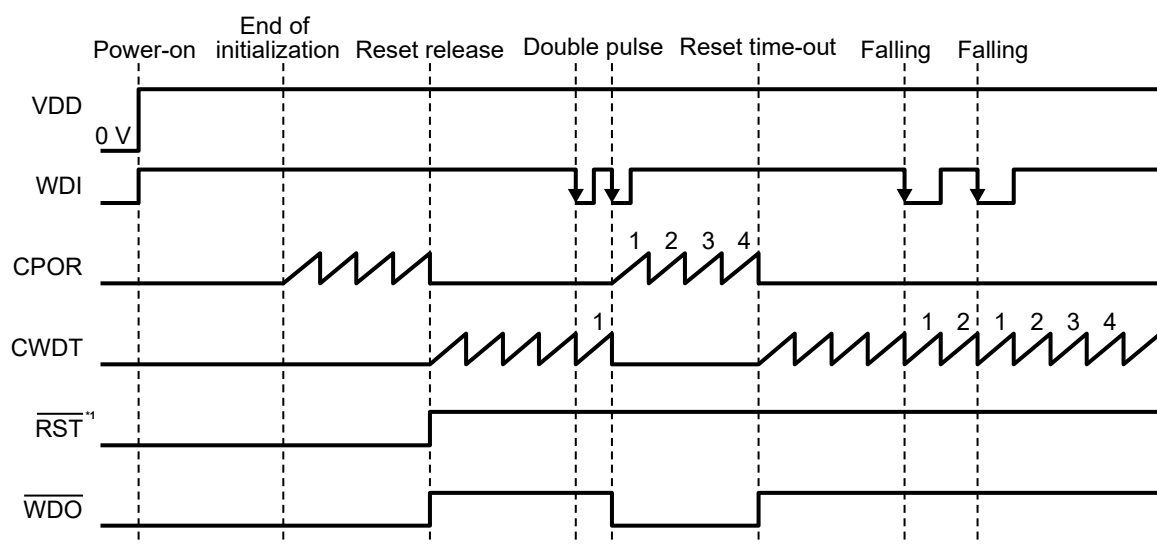 End of
Power-on initialization Reset release Double pulse Reset time-out Falling Falling
VDD
0 V
WDI
1 2 3 4
CPOR
1 1 2 1 2 3 4
CWDT
RST*1
WDO